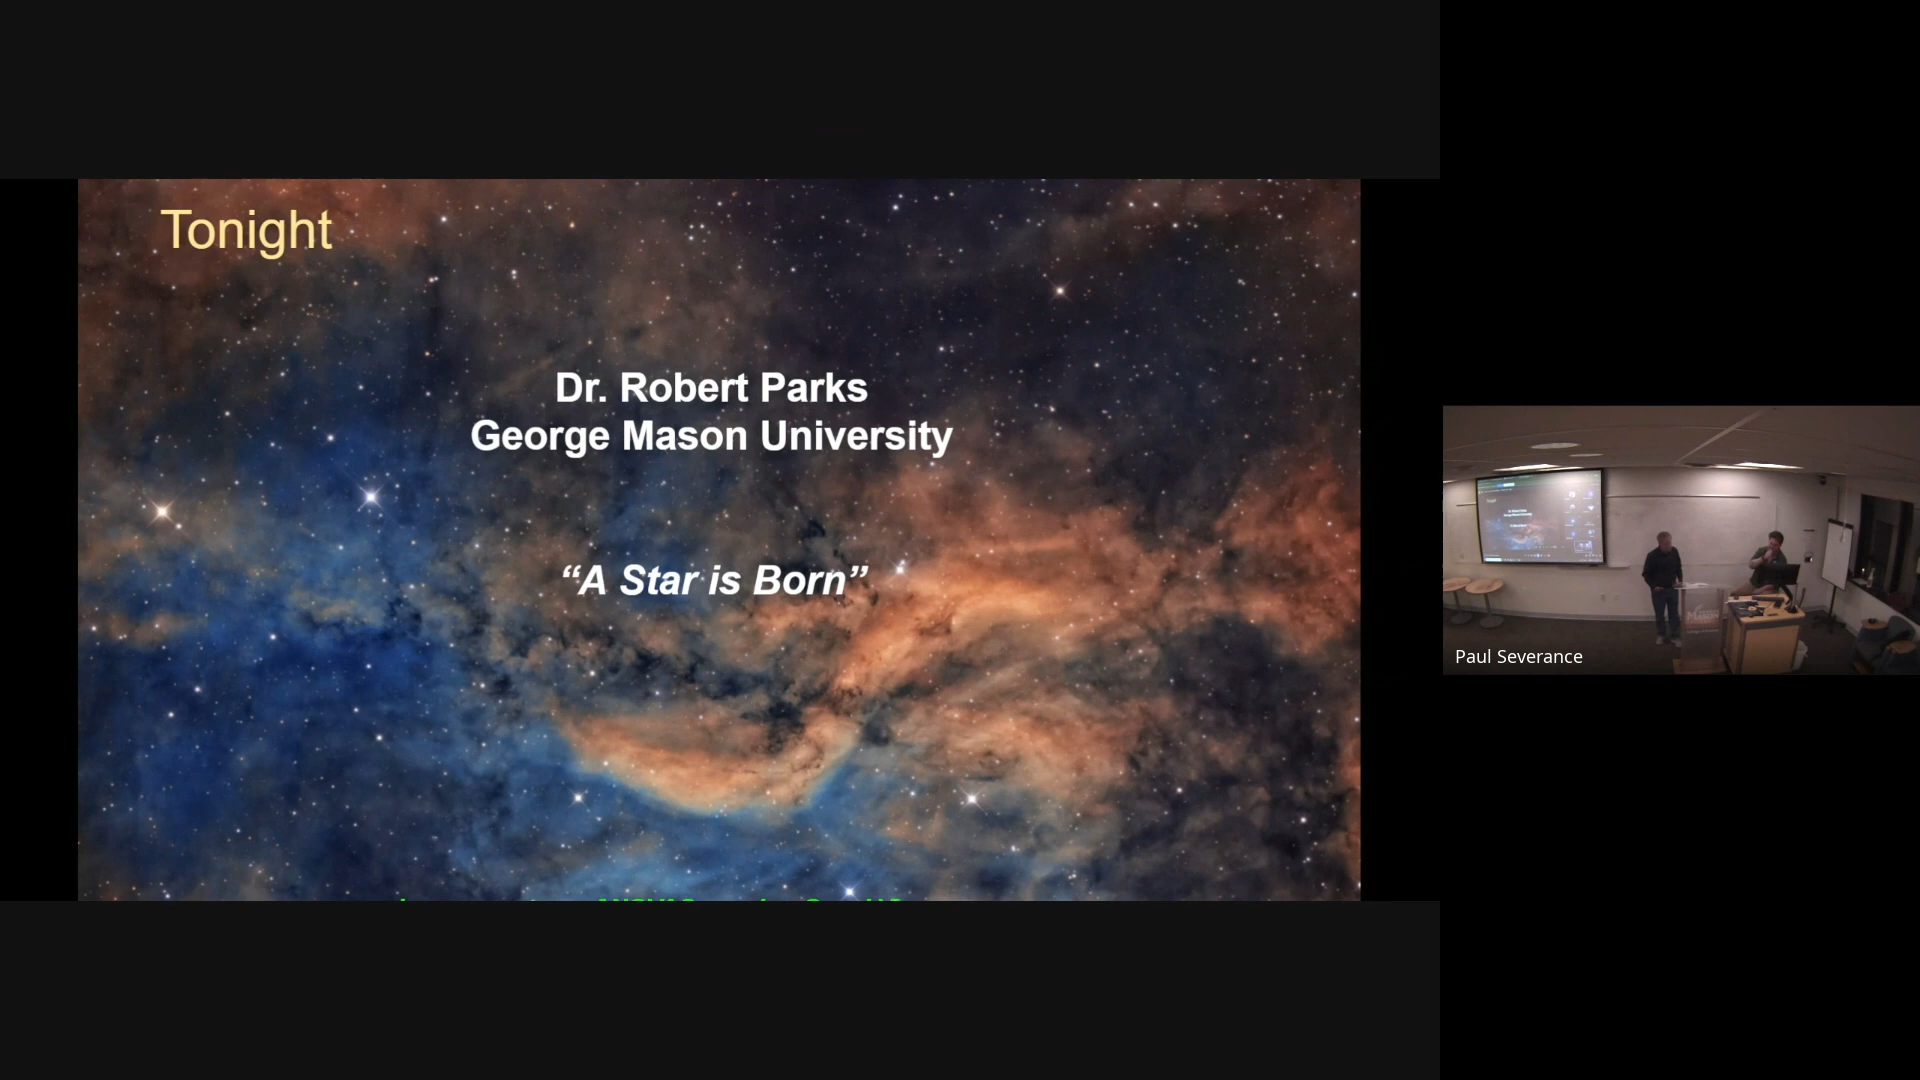 Tonight
Dr. Robert Parks
George Mason University
“A Star is Born”
Paul Severance